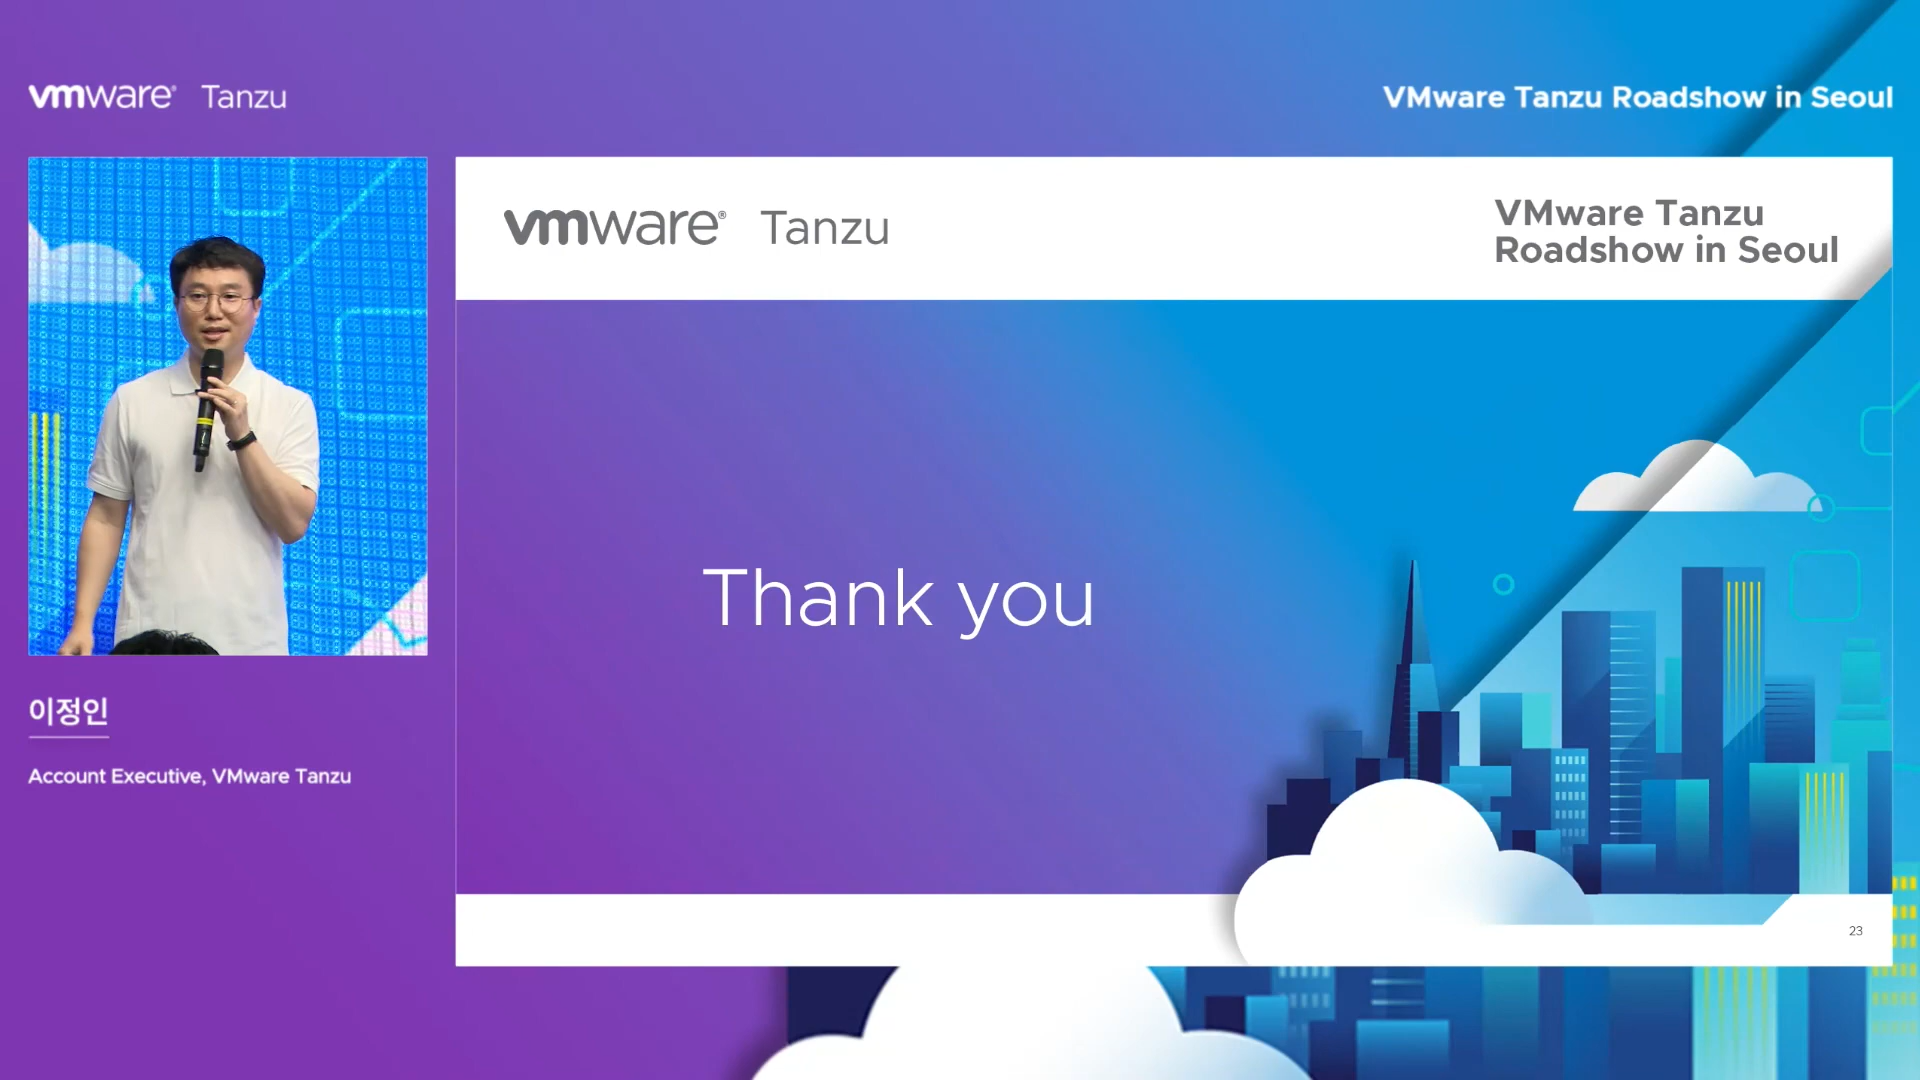 vmware® Tanzu
VMware Tanzu Roadshow in Seoul
vmware® Tanzu
VMware Tanzu
Roadshow in Seoul
Thank you
이정인
Account Executive, VMware Tanzu
23